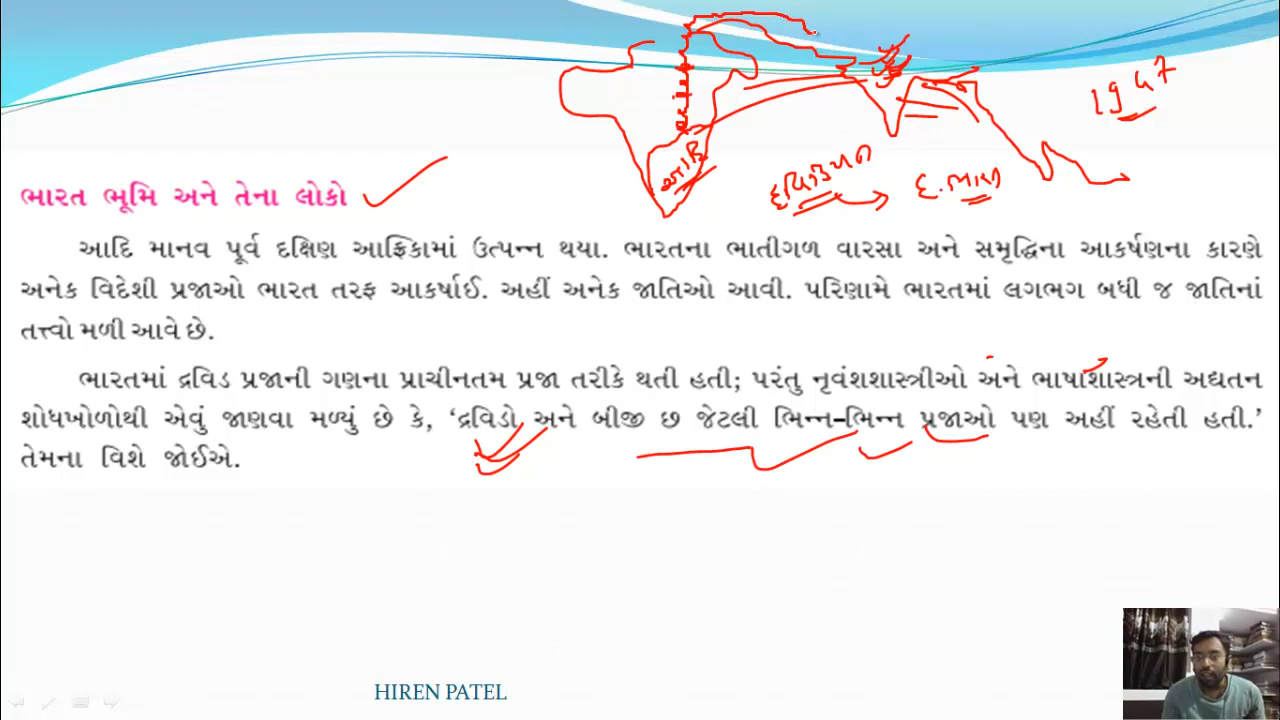 1947
દ્રવિડિયન → દ. ભારત
ભારત ભૂમિ અને તેના લોકો
આદિ માનવ પૂર્વ દક્ષિણ આફ્રિકામાં ઉત્પન્ન થયા. ભારતના ભાતીગળ વારસા અને સમૃદ્ધિના આકર્ષણના કારણે
અનેક વિદેશી પ્રજાઓ ભારત તરફ આકર્ષાઈ. અહીં અનેક જાતિઓ આવી. પરિણામે ભારતમાં લગભગ બધી જ જાતિનાં
તત્ત્વો મળી આવે છે.
ભારતમાં દ્રવિડ પ્રજાની ગણના પ્રાચીનતમ પ્રજા તરીકે થતી હતી; પરંતુ નૃવંશશાસ્ત્રીઓ અને ભાષાશાસ્ત્રની અદ્યતન
શોધખોળોથી એવું જાણવા મળ્યું છે કે, ‘દ્રવિડો અને બીજી છ જેટલી ભિન્ન–ભિન્ન પ્રજાઓ પણ અહીં રહેતી હતી.’
તેમના વિશે જોઈએ.
HIREN PATEL